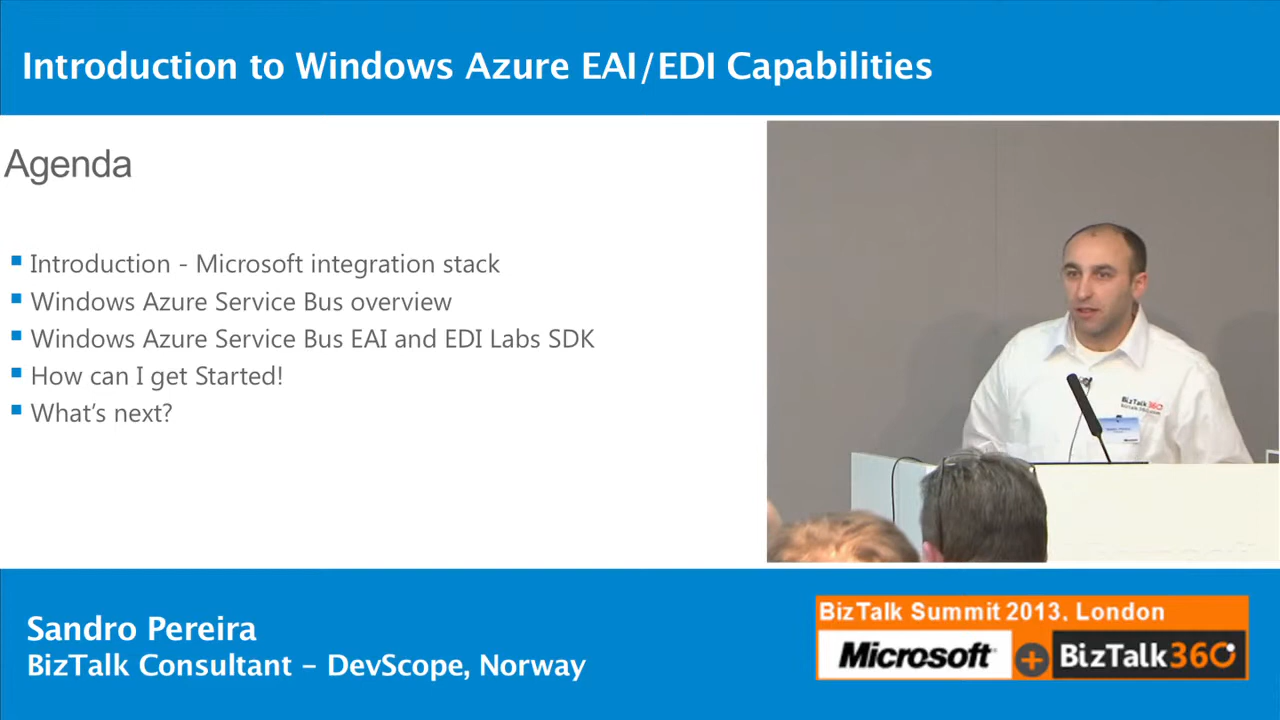 Introduction to Windows Azure EAI/EDI Capabilities
Agenda
Introduction - Microsoft integration stack
Windows Azure Service Bus overview
Windows Azure Service Bus EAI and EDI Labs SDK
How can I get Started!
What's next?
BizTalk360
Sandro Pereira
BizTalk Consultant – DevScope, Norway
BizTalk Summit 2013, London
Microsoft + BizTalk360